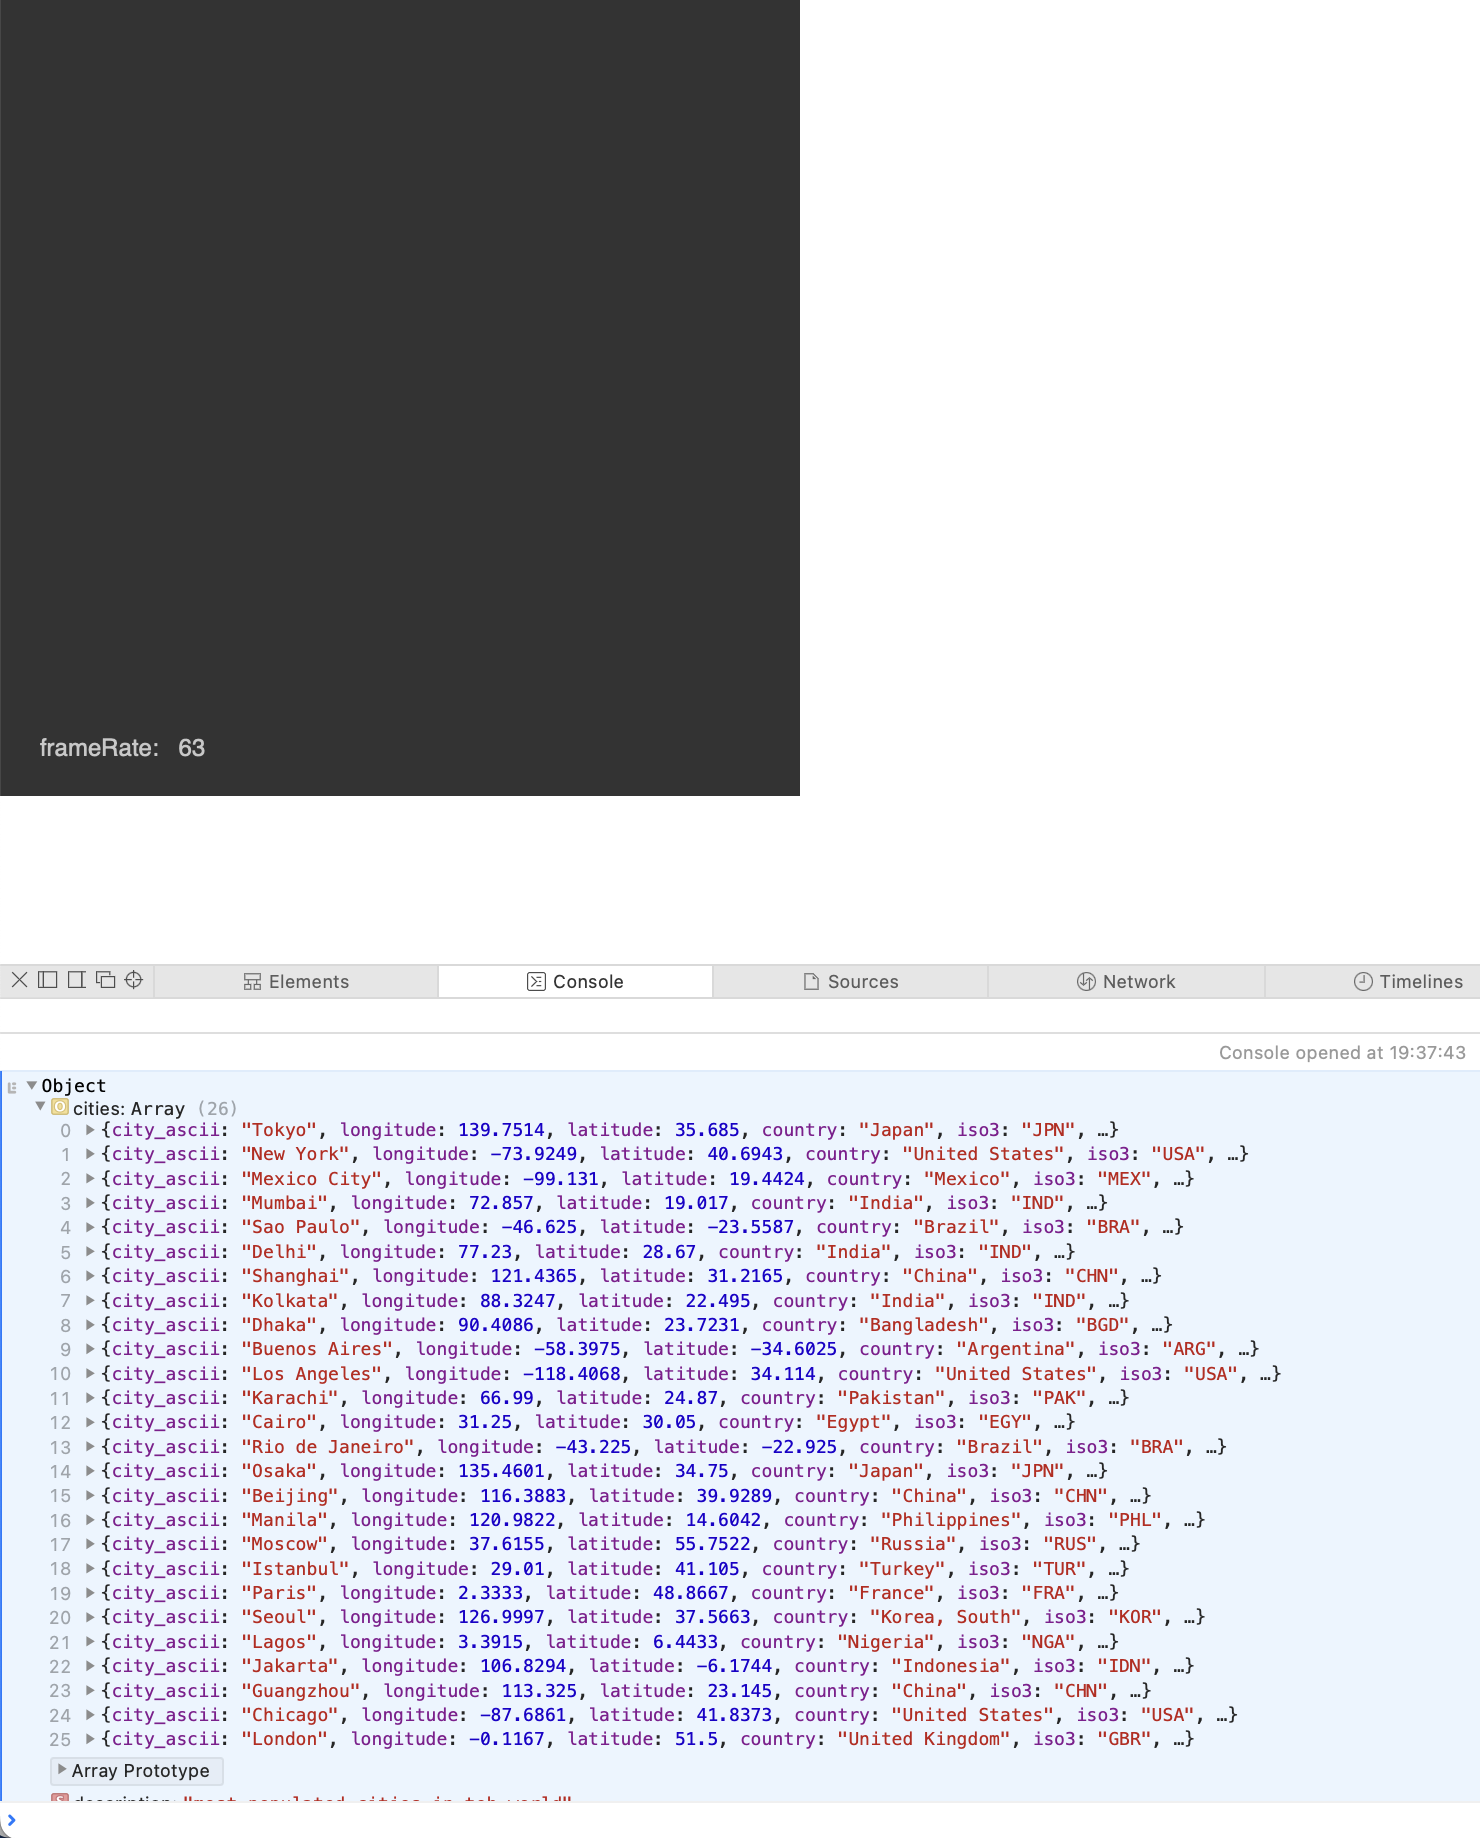 frameRate: 63
Elements Console Sources Network Timelines
Console opened at 19:37:43
Object
cities: Array (26)
0 {city_ascii: "Tokyo", longitude: 139.7514, latitude: 35.685, country: "Japan", iso3: "JPN", …}
1 {city_ascii: "New York", longitude: -73.9249, latitude: 40.6943, country: "United States", iso3: "USA", …}
2 {city_ascii: "Mexico City", longitude: -99.131, latitude: 19.4424, country: "Mexico", iso3: "MEX", …}
3 {city_ascii: "Mumbai", longitude: 72.857, latitude: 19.017, country: "India", iso3: "IND", …}
4 {city_ascii: "Sao Paulo", longitude: -46.625, latitude: -23.5587, country: "Brazil", iso3: "BRA", …}
5 {city_ascii: "Delhi", longitude: 77.23, latitude: 28.67, country: "India", iso3: "IND", …}
6 {city_ascii: "Shanghai", longitude: 121.4365, latitude: 31.2165, country: "China", iso3: "CHN", …}
7 {city_ascii: "Kolkata", longitude: 88.3247, latitude: 22.495, country: "India", iso3: "IND", …}
8 {city_ascii: "Dhaka", longitude: 90.4086, latitude: 23.7231, country: "Bangladesh", iso3: "BGD", …}
9 {city_ascii: "Buenos Aires", longitude: -58.3975, latitude: -34.6025, country: "Argentina", iso3: "ARG", …}
10 {city_ascii: "Los Angeles", longitude: -118.4068, latitude: 34.114, country: "United States", iso3: "USA", …}
11 {city_ascii: "Karachi", longitude: 66.99, latitude: 24.87, country: "Pakistan", iso3: "PAK", …}
12 {city_ascii: "Cairo", longitude: 31.25, latitude: 30.05, country: "Egypt", iso3: "EGY", …}
13 {city_ascii: "Rio de Janeiro", longitude: -43.225, latitude: -22.925, country: "Brazil", iso3: "BRA", …}
14 {city_ascii: "Osaka", longitude: 135.4601, latitude: 34.75, country: "Japan", iso3: "JPN", …}
15 {city_ascii: "Beijing", longitude: 116.3883, latitude: 39.9289, country: "China", iso3: "CHN", …}
16 {city_ascii: "Manila", longitude: 120.9822, latitude: 14.6042, country: "Philippines", iso3: "PHL", …}
17 {city_ascii: "Moscow", longitude: 37.6155, latitude: 55.7522, country: "Russia", iso3: "RUS", …}
18 {city_ascii: "Istanbul", longitude: 29.01, latitude: 41.105, country: "Turkey", iso3: "TUR", …}
19 {city_ascii: "Paris", longitude: 2.3333, latitude: 48.8667, country: "France", iso3: "FRA", …}
20 {city_ascii: "Seoul", longitude: 126.9997, latitude: 37.5663, country: "Korea, South", iso3: "KOR", …}
21 {city_ascii: "Lagos", longitude: 3.3915, latitude: 6.4433, country: "Nigeria", iso3: "NGA", …}
22 {city_ascii: "Jakarta", longitude: 106.8294, latitude: -6.1744, country: "Indonesia", iso3: "IDN", …}
23 {city_ascii: "Guangzhou", longitude: 113.325, latitude: 23.145, country: "China", iso3: "CHN", …}
24 {city_ascii: "Chicago", longitude: -87.6861, latitude: 41.8373, country: "United States", iso3: "USA", …}
25 {city_ascii: "London", longitude: -0.1167, latitude: 51.5, country: "United Kingdom", iso3: "GBR", …}
Array Prototype
description: "most populated cities in teh world"